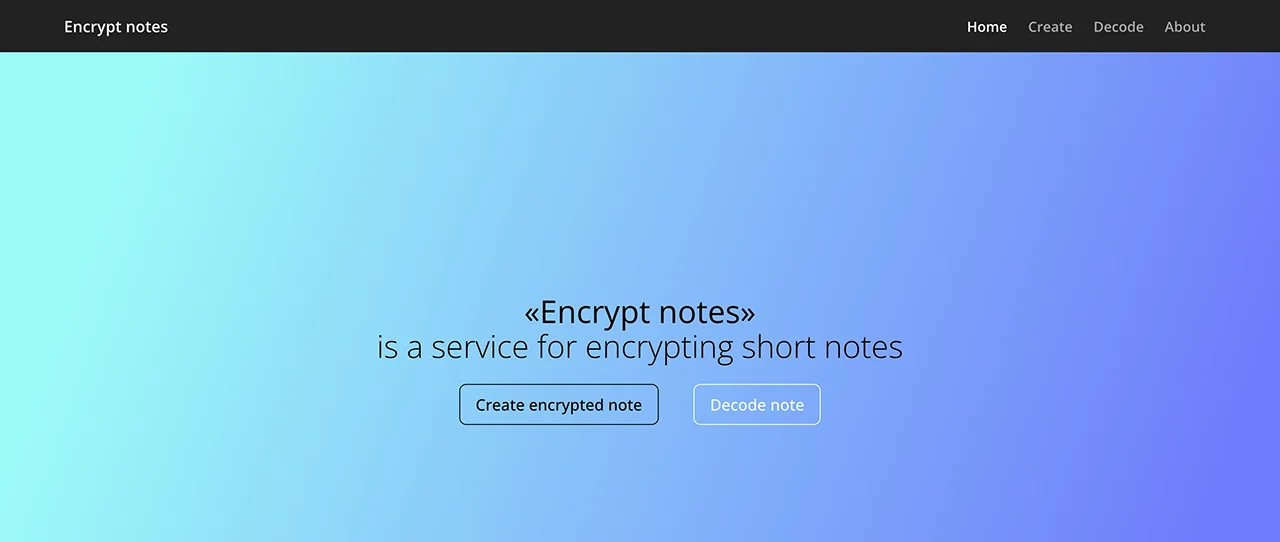 Encrypt notes
Home Create Decode About
«Encrypt notes»
is a service for encrypting short notes
Create encrypted note
Decode note